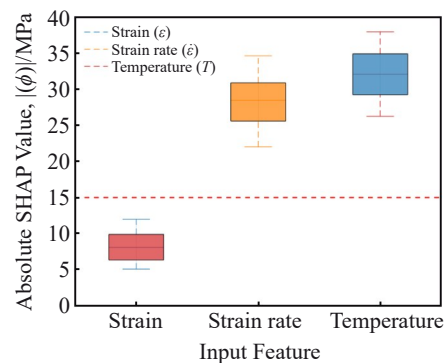 Absolute SHAP Value, |(ϕ)|/MPa
40
35
30
25
20
15
10
5
0
Strain (ε)
Strain rate (ε̇)
Temperature (T)
Strain
Strain rate
Temperature
Input Feature